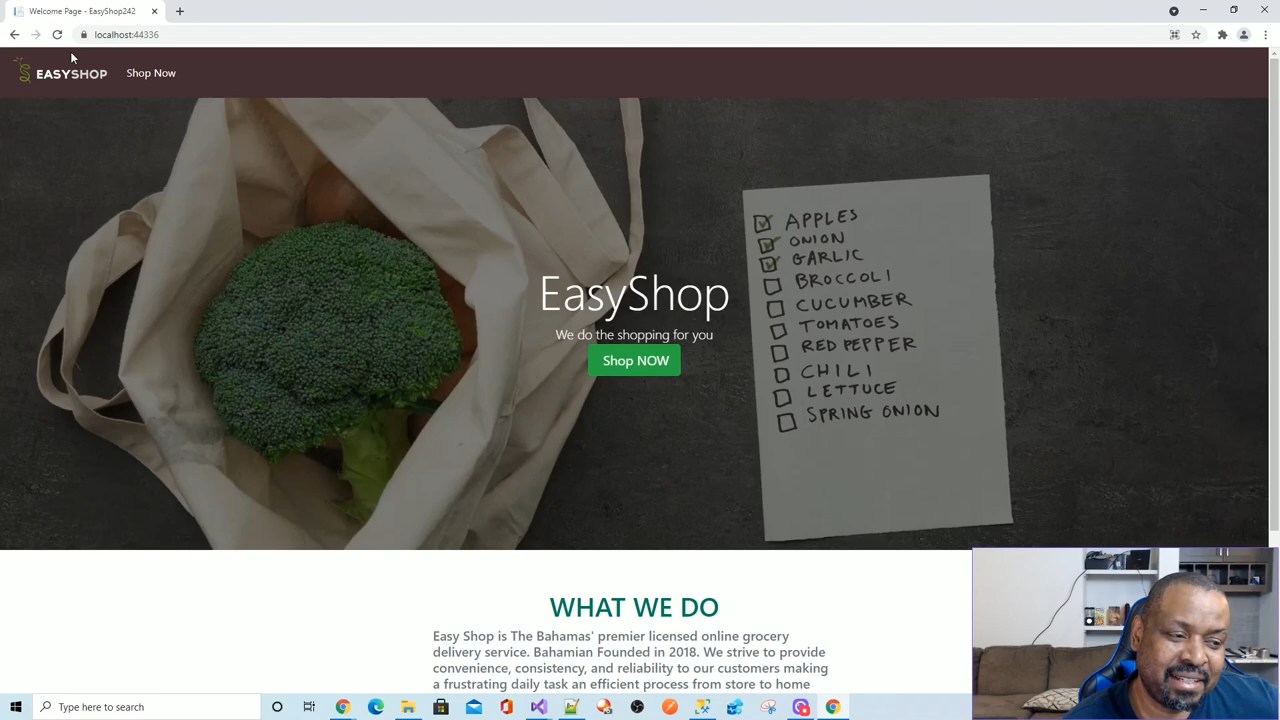 Welcome Page - EasyShop242
localhost:44336
EASYSHOP
Shop Now
APPLES
ONION
GARLIC
BROCCOLI
CUCUMBER
TOMATOES
RED PEPPER
CHILI
LETTUCE
SPRING ONION
EasyShop
We do the shopping for you
Shop NOW
WHAT WE DO
Easy Shop is The Bahamas' premier licensed online grocery
delivery service. Bahamian Founded in 2018. We strive to provide
convenience, consistency, and reliability to our customers making
a frustrating daily task an efficient process from store to home
Type here to search